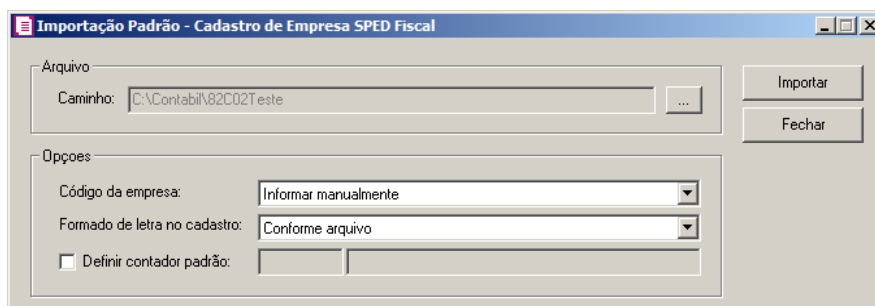 Importação Padrão - Cadastro de Empresa SPED Fiscal
Arquivo
Caminho: C:\Contabil\82C02Teste ...
Importar
Fechar
Opçoes
Código da empresa: Informar manualmente
Formado de letra no cadastro: Conforme arquivo
Definir contador padrão: